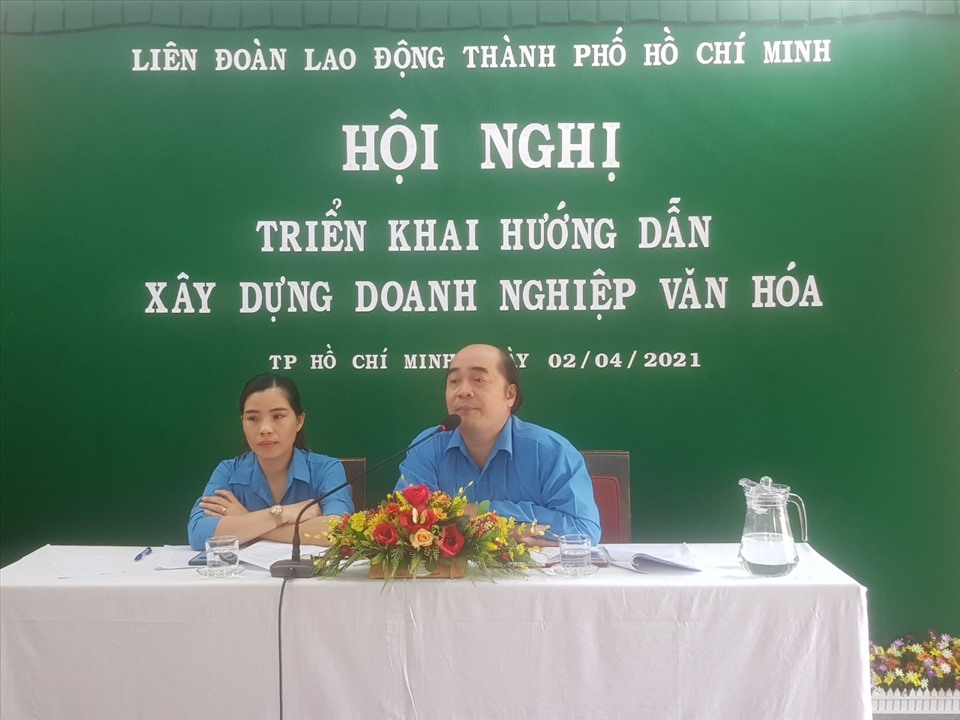 LIÊN ĐOÀN LAO ĐỘNG THÀNH PHỐ HỒ CHÍ MINH
HỘI NGHỊ
TRIỂN KHAI HƯỚNG DẪN
XÂY DỰNG DOANH NGHIỆP VĂN HÓA
TP HỒ CHÍ MINH ÀY 02/04/2021